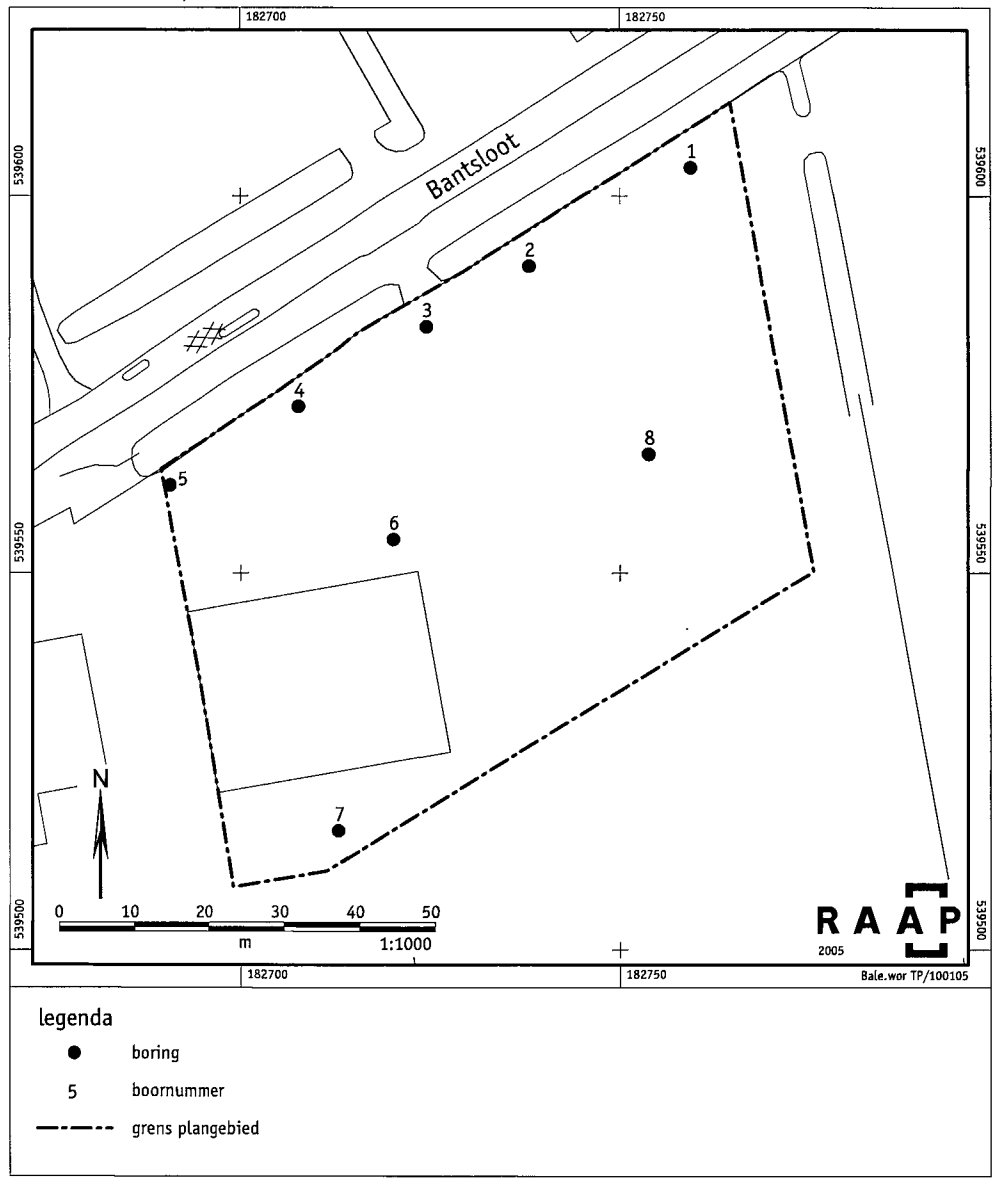 182700 182750
539600 539600
Bantsloot
1
2
3
4
5
8
6
539550 539550
7
N
0 10 20 30 40 50
m 1:1000
539500 539500
RAAP
2005
182700 182750
Bale.wor TP/100105
legenda
boring
5 boornummer
grens plangebied